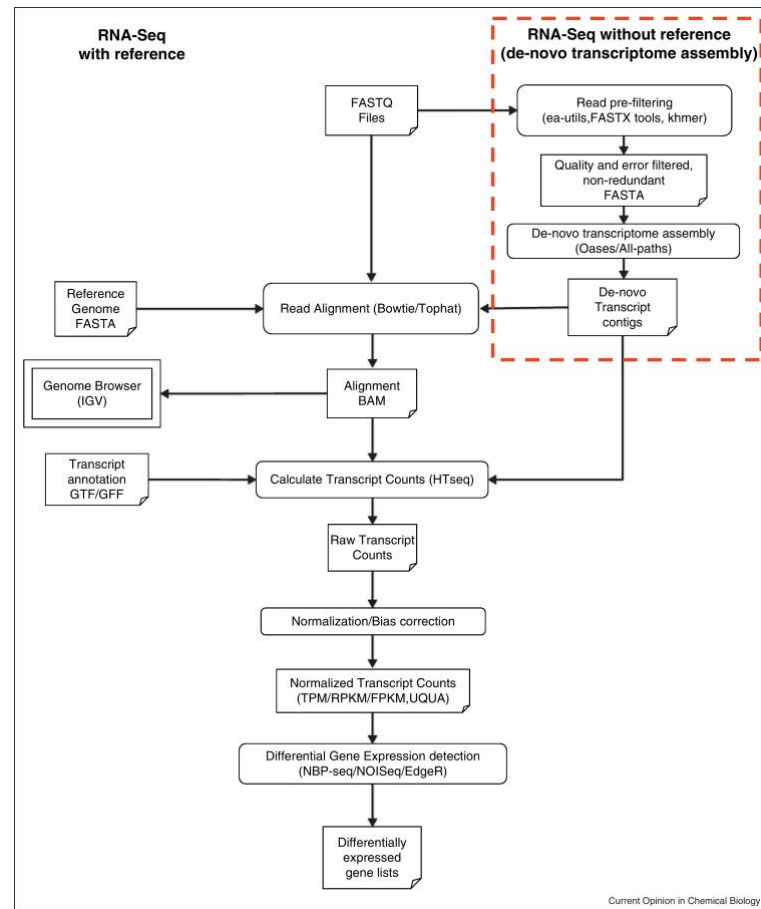 RNA-Seq
with reference
RNA-Seq without reference
(de-novo transcriptome assembly)
FASTQ
Files
Read pre-filtering
(ea-utils,FASTX tools, khmer)
Quality and error filtered,
non-redundant
FASTA
De-novo transcriptome assembly
(Oases/All-paths)
Reference
Genome
FASTA
Read Alignment (Bowtie/Tophat)
De-novo
Transcript
contigs
Genome Browser
(IGV)
Alignment
BAM
Transcript
annotation
GTF/GFF
Calculate Transcript Counts (HTseq)
Raw Transcript
Counts
Normalization/Bias correction
Normalized Transcript Counts
(TPM/RPKM/FPKM,UQUA)
Differential Gene Expression detection
(NBP-seq/NOISeq/EdgeR)
Differentially
expressed
gene lists
Current Opinion in Chemical Biology